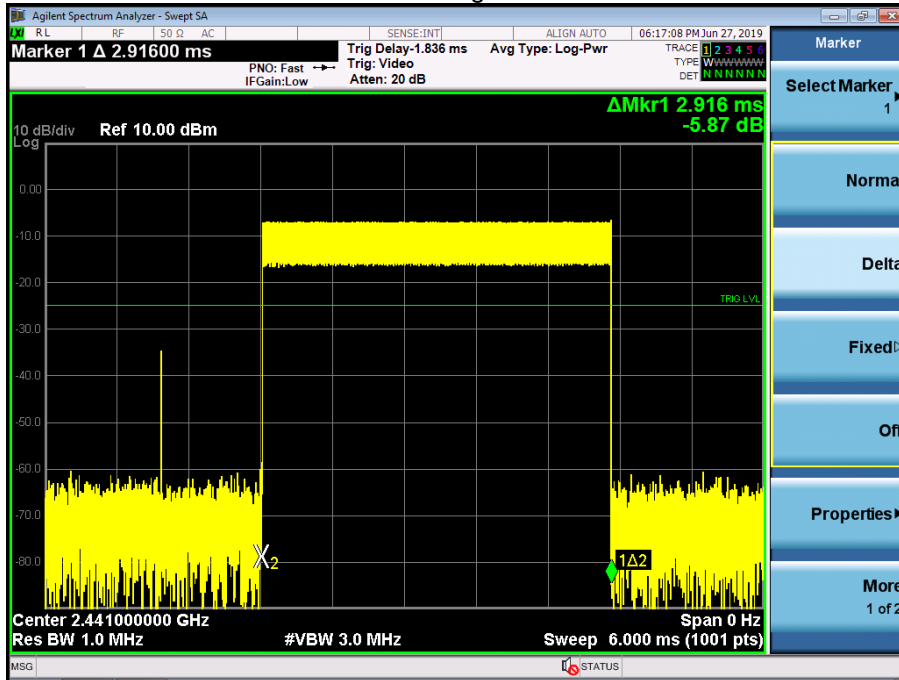 Agilent Spectrum Analyzer - Swept SA
LXI RL RF 50 Ω AC SENSE:INT ALIGN AUTO 06:17:08 PM Jun 27, 2019
Marker 1 Δ 2.91600 ms
PNO: Fast
IFGain:Low
Trig Delay-1.836 ms
Trig: Video
Atten: 20 dB
Avg Type: Log-Pwr
TRACE 1 2 3 4 5 6
TYPE WWWWWW
DET N N N N N N
ΔMkr1 2.916 ms
-5.87 dB
10 dB/div
Log
Ref 10.00 dBm
0.00
-10.0
-20.0
TRIG LVL
-30.0
-40.0
-50.0
-60.0
-70.0
-80.0
X2
1Δ2
Center 2.441000000 GHz
Span 0 Hz
Res BW 1.0 MHz
#VBW 3.0 MHz
Sweep 6.000 ms (1001 pts)
MSG
STATUS
Marker
Select Marker
1
Norma
Delta
Fixed
Off
Properties
More
1 of 2